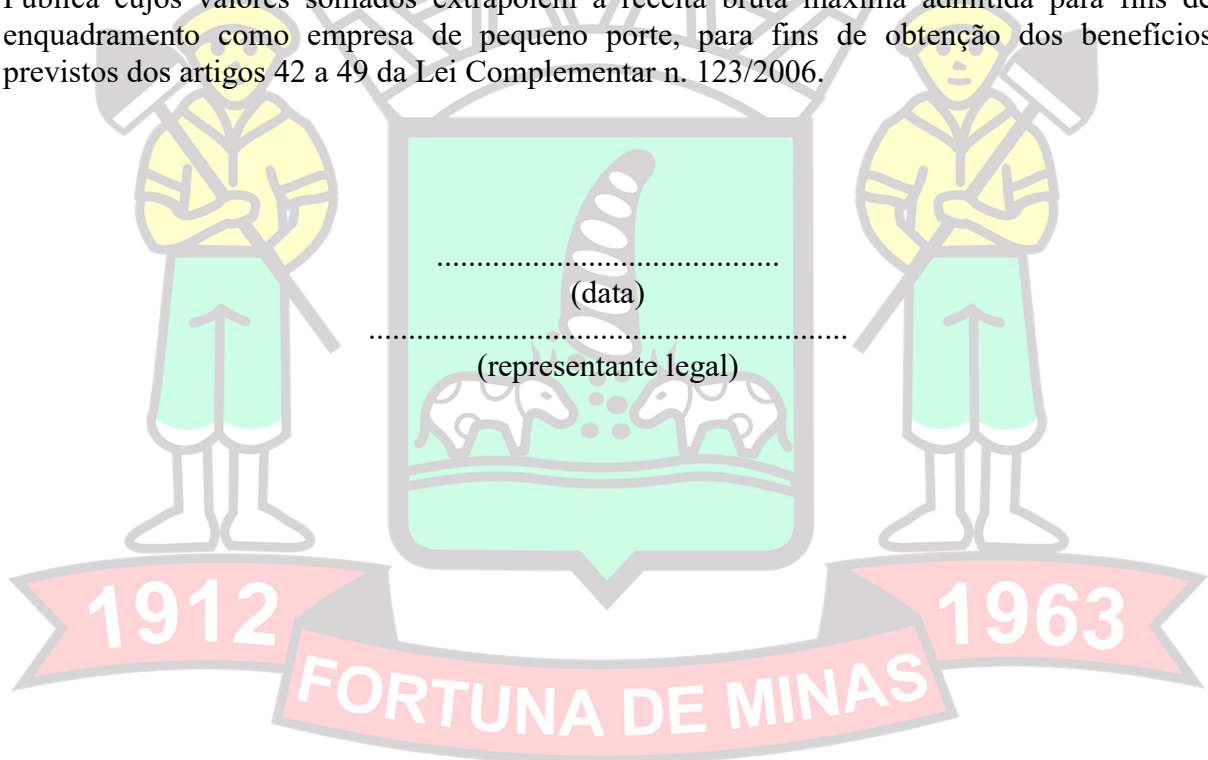 Pública cujos valores somados extrapolem a receita bruta máxima admitida para fins de
enquadramento como empresa de pequeno porte, para fins de obtenção dos benefícios
previstos dos artigos 42 a 49 da Lei Complementar n. 123/2006.
...........................................
(data)
............................................................
(representante legal)
1912
1963
FORTUNA DE MINAS